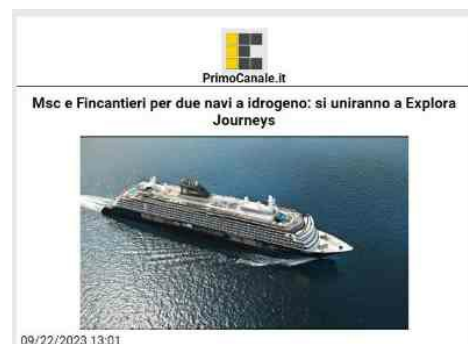 PrimoCanale.it
Msc e Fincantieri per due navi a idrogeno: si uniranno a Explora
Journeys
09/22/2023 13:01